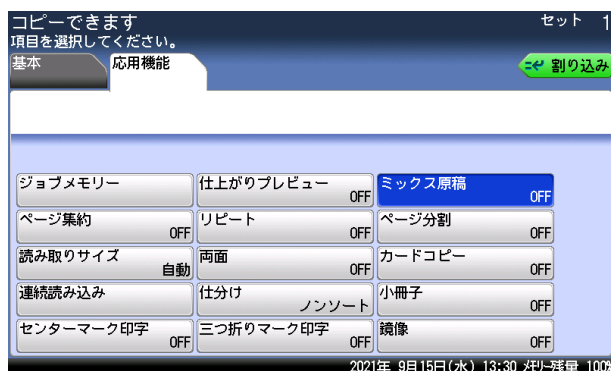 コピーできます セット 1
項目を選択してください。
基本 応用機能 割り込み
ジョブメモリー 仕上がりプレビュー OFF ミックス原稿 OFF
ページ集約 OFF リピート OFF ページ分割 OFF
読み取りサイズ 自動 両面 OFF カードコピー OFF
連続読み込み 仕分け ノンソート 小冊子 OFF
センターマーク印字 OFF 三つ折りマーク印字 OFF 鏡像 OFF
2021年 9月15日(水) 13:30 メモリー残量 100%